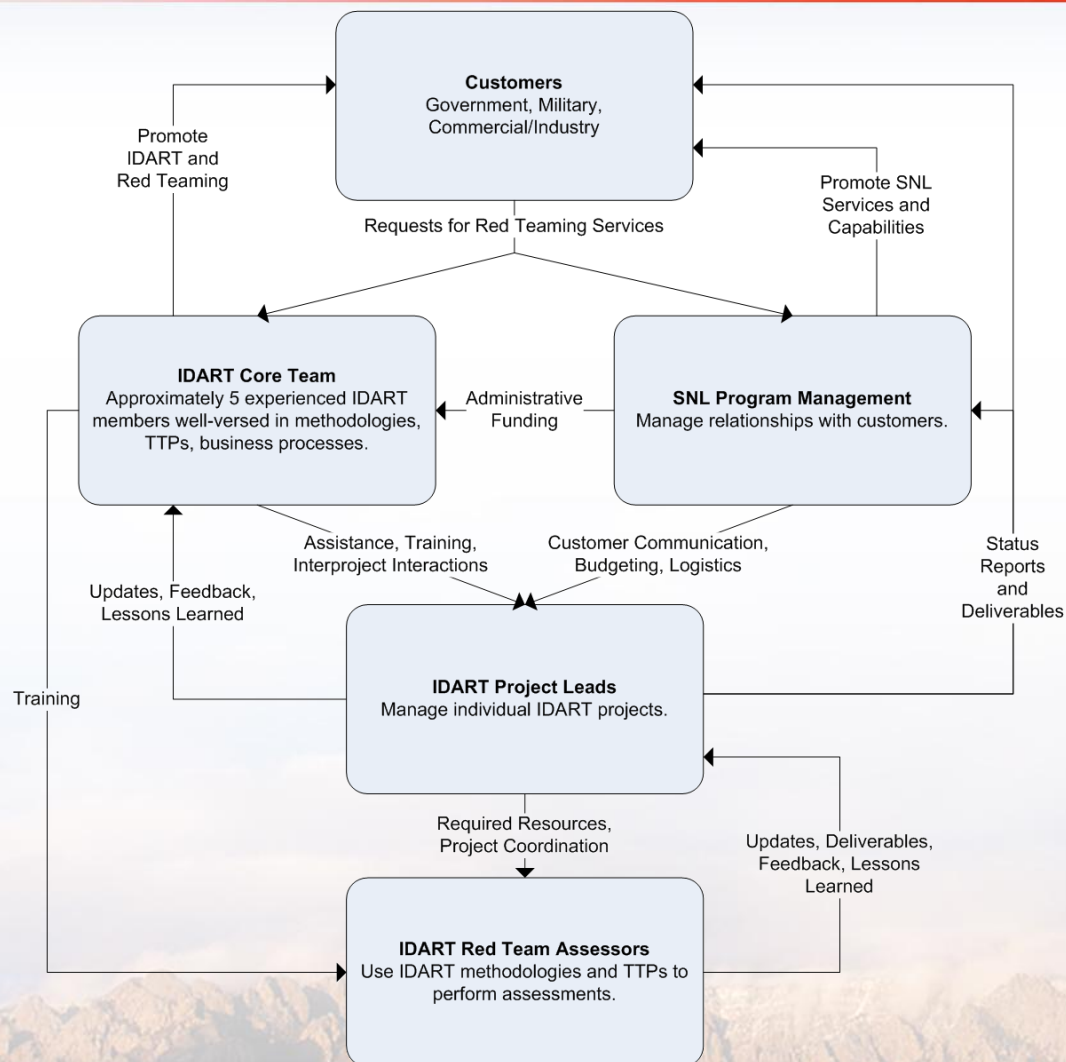 Customers
Government, Military,
Commercial/Industry
Promote
IDART and
Red Teaming
Promote SNL
Services and
Capabilities
Requests for Red Teaming Services
IDART Core Team
Approximately 5 experienced IDART
members well-versed in methodologies,
TTPs, business processes.
Administrative
Funding
SNL Program Management
Manage relationships with customers.
Assistance, Training,
Interproject Interactions
Customer Communication,
Budgeting, Logistics
Status
Reports
and
Deliverables
Updates, Feedback,
Lessons Learned
Training
IDART Project Leads
Manage individual IDART projects.
Required Resources,
Project Coordination
Updates, Deliverables,
Feedback, Lessons
Learned
IDART Red Team Assessors
Use IDART methodologies and TTPs to
perform assessments.